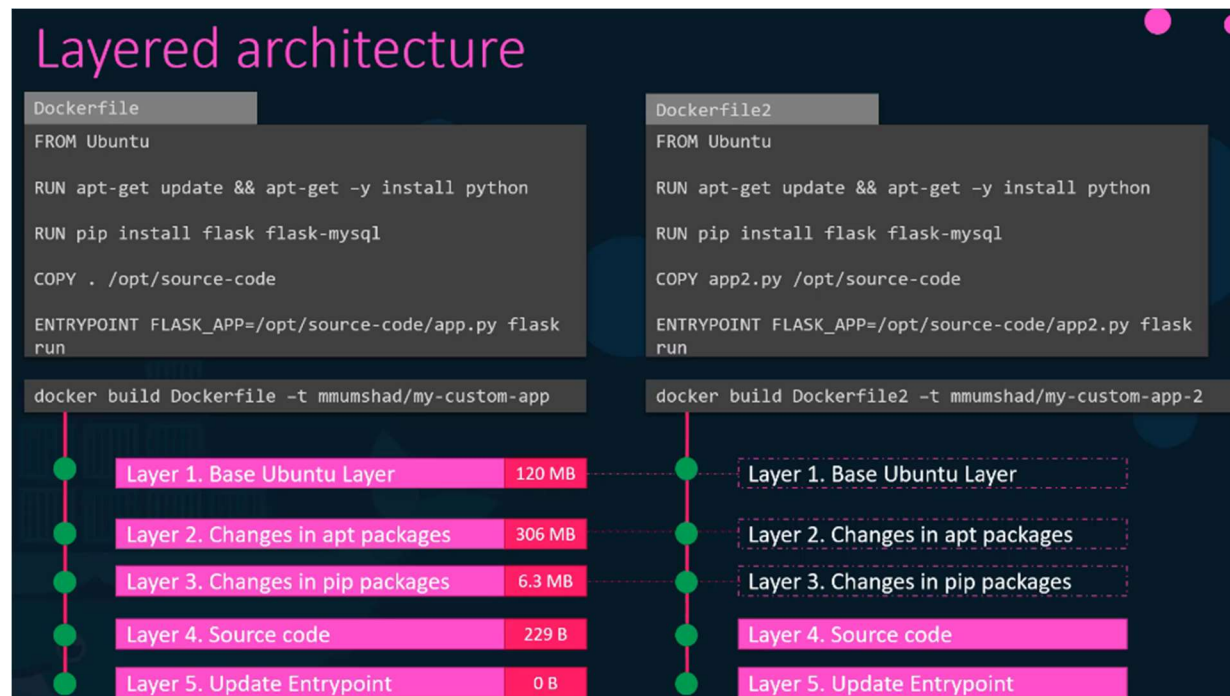 Layered architecture
Dockerfile
FROM Ubuntu
RUN apt-get update && apt-get –y install python
RUN pip install flask flask-mysql
COPY . /opt/source-code
ENTRYPOINT FLASK_APP=/opt/source-code/app.py flask
run
docker build Dockerfile –t mmumshad/my-custom-app
Layer 1. Base Ubuntu Layer 120 MB
Layer 2. Changes in apt packages 306 MB
Layer 3. Changes in pip packages 6.3 MB
Layer 4. Source code 229 B
Layer 5. Update Entrypoint 0 B
Dockerfile2
FROM Ubuntu
RUN apt-get update && apt-get –y install python
RUN pip install flask flask-mysql
COPY app2.py /opt/source-code
ENTRYPOINT FLASK_APP=/opt/source-code/app2.py flask
run
docker build Dockerfile2 –t mmumshad/my-custom-app-2
Layer 1. Base Ubuntu Layer
Layer 2. Changes in apt packages
Layer 3. Changes in pip packages
Layer 4. Source code
Layer 5. Update Entrypoint